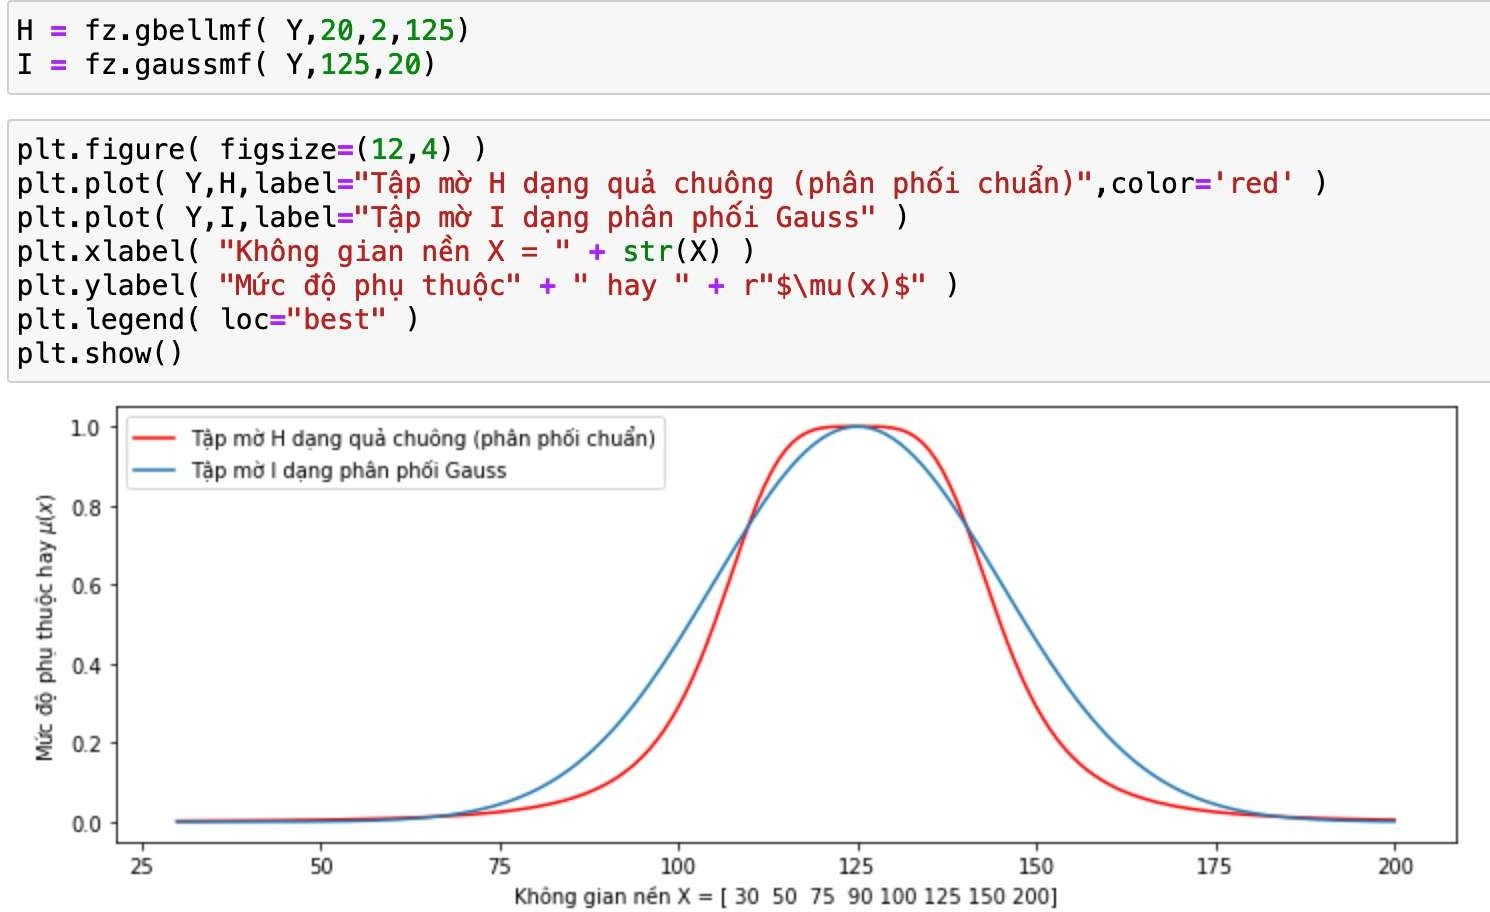 H = fz.gbellmf( Y,20,2,125)
I = fz.gaussmf( Y,125,20)
plt.figure( figsize=(12,4) )
plt.plot( Y,H,label="Tập mờ H dạng quả chuông (phân phối chuẩn)",color='red' )
plt.plot( Y,I,label="Tập mờ I dạng phân phối Gauss" )
plt.xlabel( "Không gian nền X = " + str(X) )
plt.ylabel( "Mức độ phụ thuộc" + " hay " + r"$\mu(x)$" )
plt.legend( loc="best" )
plt.show()
Tập mờ H dạng quả chuông (phân phối chuẩn)
Tập mờ I dạng phân phối Gauss
Mức độ phụ thuộc hay μ(x)
1.0
0.8
0.6
0.4
0.2
0.0
25 50 75 100 125 150 175 200
Không gian nền X = [ 30 50 75 90 100 125 150 200]